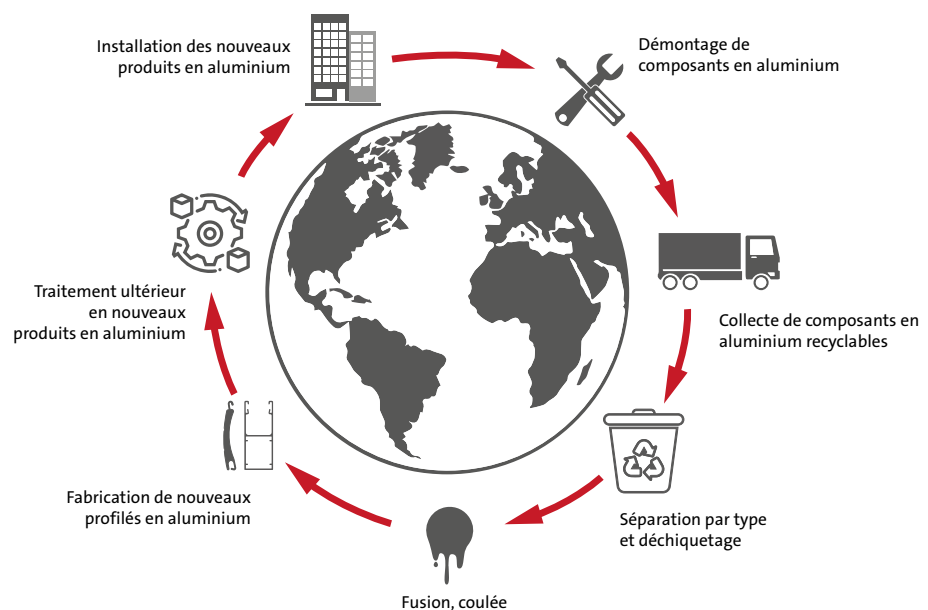 Installation des nouveaux
produits en aluminium
Démontage de
composants en aluminium
Collecte de composants en
aluminium recyclables
Séparation par type
et déchiquetage
Fusion, coulée
Fabrication de nouveaux
profilés en aluminium
Traitement ultérieur
en nouveaux
produits en aluminium